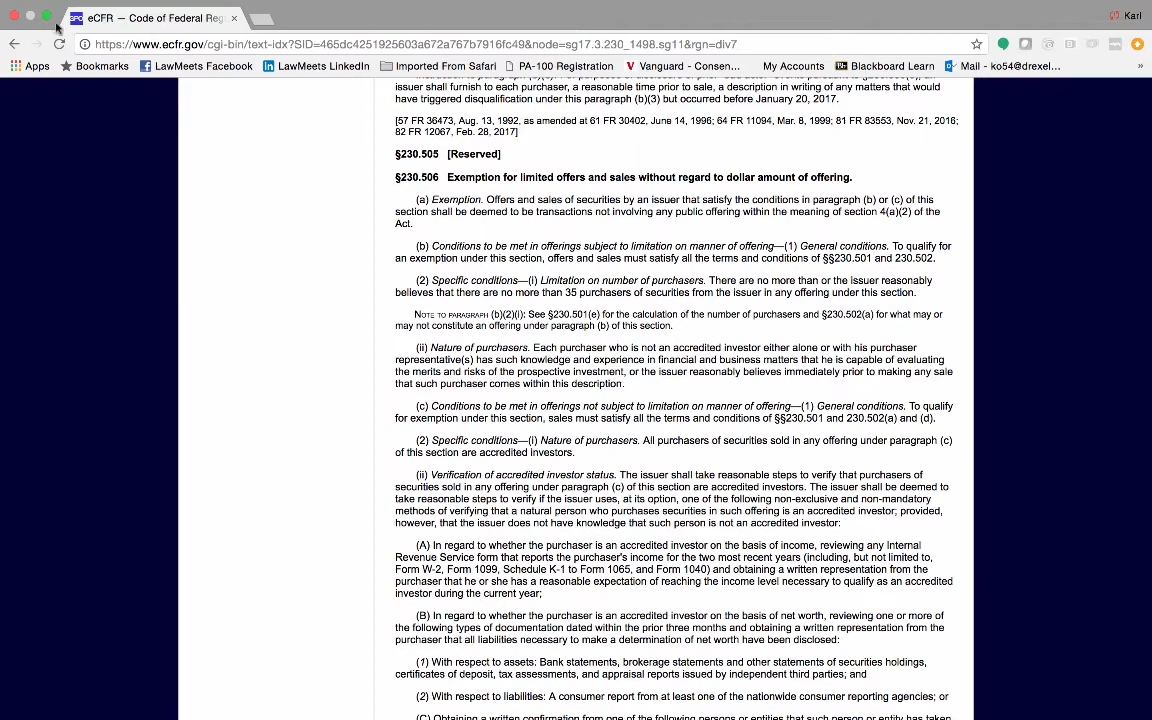 eCFR — Code of Federal Reg
Karl
https://www.ecfr.gov/cgi-bin/text-idx?SID=465dc4251925603a672a767b7916fc49&node=sg17.3.230_1498.sg11&rgn=div7
Apps Bookmarks LawMeets Facebook LawMeets LinkedIn Imported From Safari PA-100 Registration Vanguard - Consen... My Accounts Blackboard Learn Mail - ko54@drexel... »
issuer shall furnish to each purchaser, a reasonable time prior to sale, a description in writing of any matters that would
have triggered disqualification under this paragraph (b)(3) but occurred before January 20, 2017.
[57 FR 36473, Aug. 13, 1992, as amended at 61 FR 30402, June 14, 1996; 64 FR 11094, Mar. 8, 1999; 81 FR 83553, Nov. 21, 2016;
82 FR 12067, Feb. 28, 2017]
§230.505 [Reserved]
§230.506 Exemption for limited offers and sales without regard to dollar amount of offering.
(a) Exemption. Offers and sales of securities by an issuer that satisfy the conditions in paragraph (b) or (c) of this
section shall be deemed to be transactions not involving any public offering within the meaning of section 4(a)(2) of the
Act.
(b) Conditions to be met in offerings subject to limitation on manner of offering—(1) General conditions. To qualify for
an exemption under this section, offers and sales must satisfy all the terms and conditions of §§230.501 and 230.502.
(2) Specific conditions—(i) Limitation on number of purchasers. There are no more than or the issuer reasonably
believes that there are no more than 35 purchasers of securities from the issuer in any offering under this section.
NOTE TO PARAGRAPH (b)(2)(i): See §230.501(e) for the calculation of the number of purchasers and §230.502(a) for what may or
may not constitute an offering under paragraph (b) of this section.
(ii) Nature of purchasers. Each purchaser who is not an accredited investor either alone or with his purchaser
representative(s) has such knowledge and experience in financial and business matters that he is capable of evaluating
the merits and risks of the prospective investment, or the issuer reasonably believes immediately prior to making any sale
that such purchaser comes within this description.
(c) Conditions to be met in offerings not subject to limitation on manner of offering—(1) General conditions. To qualify
for exemption under this section, sales must satisfy all the terms and conditions of §§230.501 and 230.502(a) and (d).
(2) Specific conditions—(i) Nature of purchasers. All purchasers of securities sold in any offering under paragraph (c)
of this section are accredited investors.
(ii) Verification of accredited investor status. The issuer shall take reasonable steps to verify that purchasers of
securities sold in any offering under paragraph (c) of this section are accredited investors. The issuer shall be deemed to
take reasonable steps to verify if the issuer uses, at its option, one of the following non-exclusive and non-mandatory
methods of verifying that a natural person who purchases securities in such offering is an accredited investor; provided,
however, that the issuer does not have knowledge that such person is not an accredited investor:
(A) In regard to whether the purchaser is an accredited investor on the basis of income, reviewing any Internal
Revenue Service form that reports the purchaser's income for the two most recent years (including, but not limited to,
Form W-2, Form 1099, Schedule K-1 to Form 1065, and Form 1040) and obtaining a written representation from the
purchaser that he or she has a reasonable expectation of reaching the income level necessary to qualify as an accredited
investor during the current year;
(B) In regard to whether the purchaser is an accredited investor on the basis of net worth, reviewing one or more of
the following types of documentation dated within the prior three months and obtaining a written representation from the
purchaser that all liabilities necessary to make a determination of net worth have been disclosed:
(1) With respect to assets: Bank statements, brokerage statements and other statements of securities holdings,
certificates of deposit, tax assessments, and appraisal reports issued by independent third parties; and
(2) With respect to liabilities: A consumer report from at least one of the nationwide consumer reporting agencies; or
(C) Obtaining a written confirmation from one of the following persons or entities that such person or entity has taken